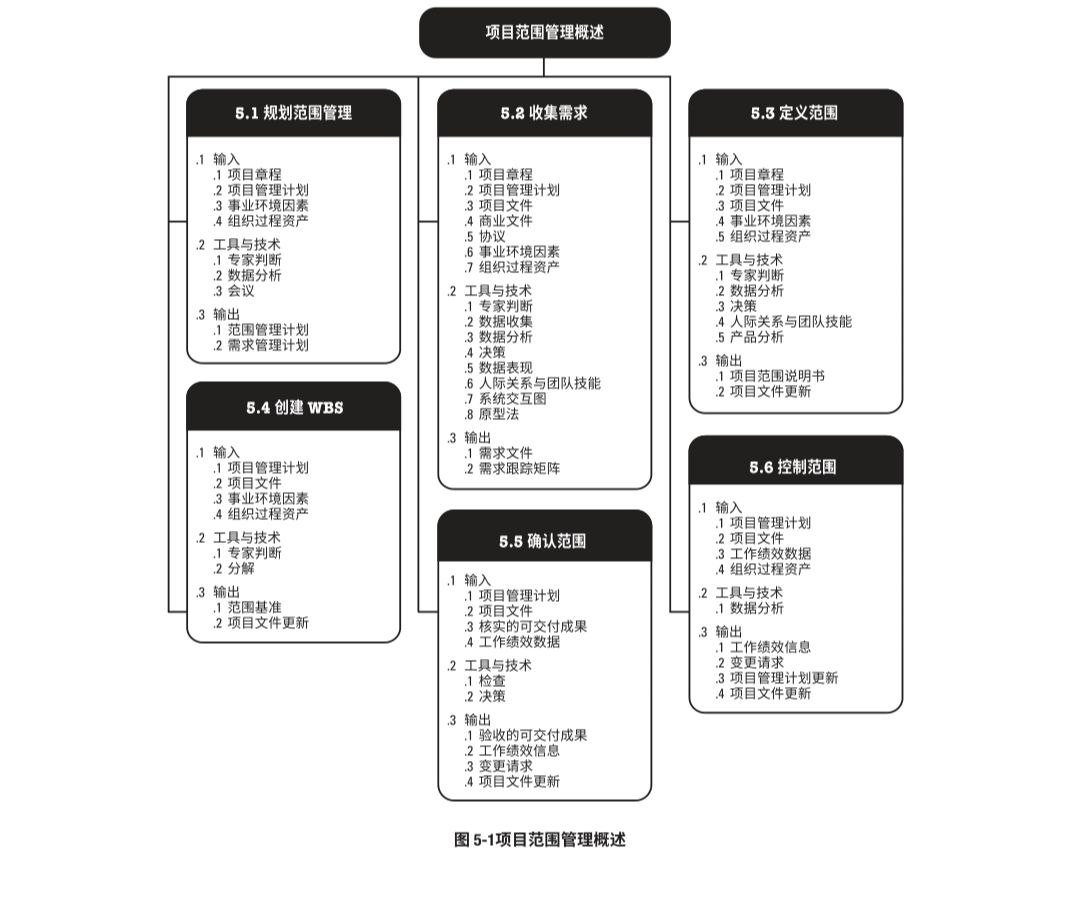 项目范围管理概述
5.1 规划范围管理
.1 输入
.1 项目章程
.2 项目管理计划
.3 事业环境因素
.4 组织过程资产
.2 工具与技术
.1 专家判断
.2 数据分析
.3 会议
.3 输出
.1 范围管理计划
.2 需求管理计划
5.2 收集需求
.1 输入
.1 项目章程
.2 项目管理计划
.3 项目文件
.4 商业文件
.5 协议
.6 事业环境因素
.7 组织过程资产
.2 工具与技术
.1 专家判断
.2 数据收集
.3 数据分析
.4 决策
.5 数据表现
.6 人际关系与团队技能
.7 系统交互图
.8 原型法
.3 输出
.1 需求文件
.2 需求跟踪矩阵
5.3 定义范围
.1 输入
.1 项目章程
.2 项目管理计划
.3 项目文件
.4 事业环境因素
.5 组织过程资产
.2 工具与技术
.1 专家判断
.2 数据分析
.3 决策
.4 人际关系与团队技能
.5 产品分析
.3 输出
.1 项目范围说明书
.2 项目文件更新
5.4 创建 WBS
.1 输入
.1 项目管理计划
.2 项目文件
.3 事业环境因素
.4 组织过程资产
.2 工具与技术
.1 专家判断
.2 分解
.3 输出
.1 范围基准
.2 项目文件更新
5.5 确认范围
.1 输入
.1 项目管理计划
.2 项目文件
.3 核实的可交付成果
.4 工作绩效数据
.2 工具与技术
.1 检查
.2 决策
.3 输出
.1 验收的可交付成果
.2 工作绩效信息
.3 变更请求
.4 项目文件更新
5.6 控制范围
.1 输入
.1 项目管理计划
.2 项目文件
.3 工作绩效数据
.4 组织过程资产
.2 工具与技术
.1 数据分析
.3 输出
.1 工作绩效信息
.2 变更请求
.3 项目管理计划更新
.4 项目文件更新
图 5-1项目范围管理概述